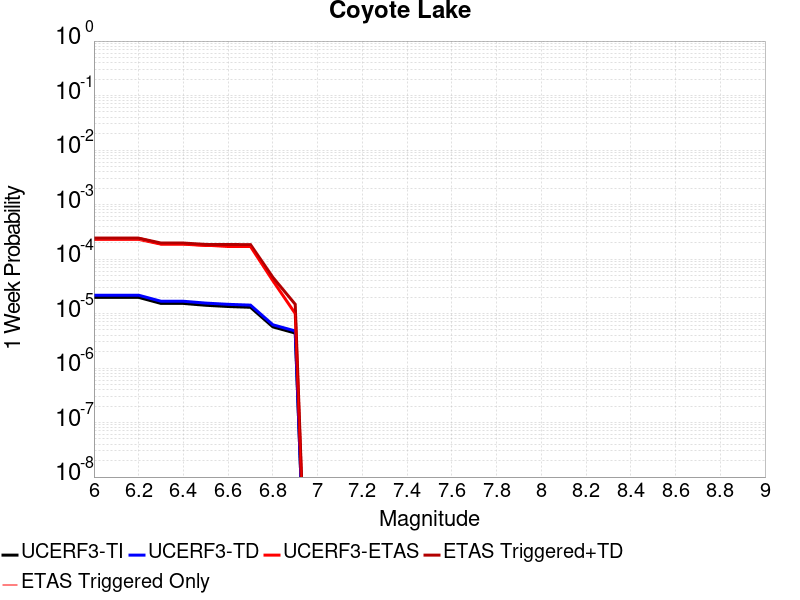 Coyote Lake
10^0
10^-1
10^-2
10^-3
10^-4
10^-5
10^-6
10^-7
10^-8
1 Week Probability
6 6.2 6.4 6.6 6.8 7 7.2 7.4 7.6 7.8 8 8.2 8.4 8.6 8.8 9
Magnitude
UCERF3-TI UCERF3-TD UCERF3-ETAS ETAS Triggered+TD
ETAS Triggered Only